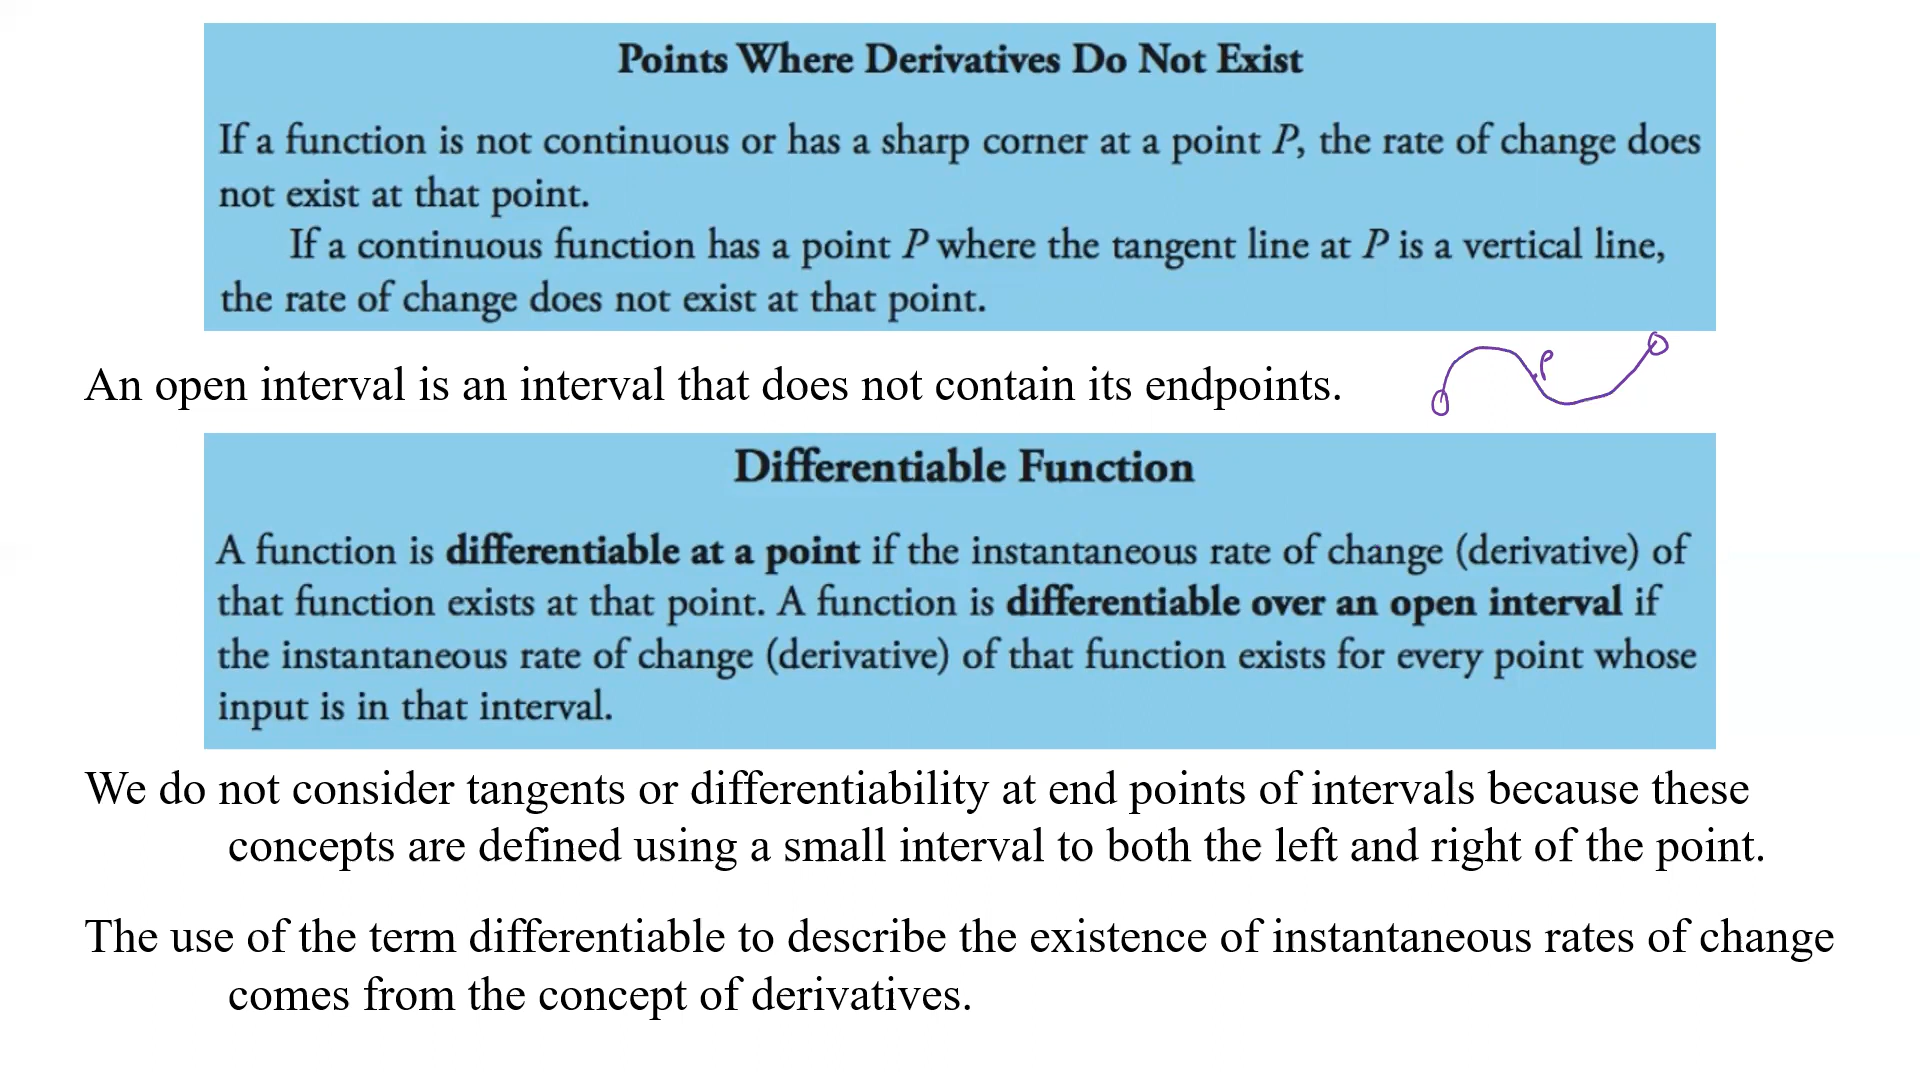 Points Where Derivatives Do Not Exist
If a function is not continuous or has a sharp corner at a point P, the rate of change does
not exist at that point.
If a continuous function has a point P where the tangent line at P is a vertical line,
the rate of change does not exist at that point.
An open interval is an interval that does not contain its endpoints.
P
Differentiable Function
A function is differentiable at a point if the instantaneous rate of change (derivative) of
that function exists at that point. A function is differentiable over an open interval if
the instantaneous rate of change (derivative) of that function exists for every point whose
input is in that interval.
We do not consider tangents or differentiability at end points of intervals because these
concepts are defined using a small interval to both the left and right of the point.
The use of the term differentiable to describe the existence of instantaneous rates of change
comes from the concept of derivatives.